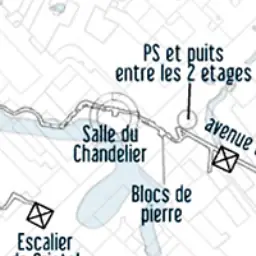 PS et puits
entre les 2 etages
avenue
Salle du
Chandelier
Blocs de
pierre
Escalier